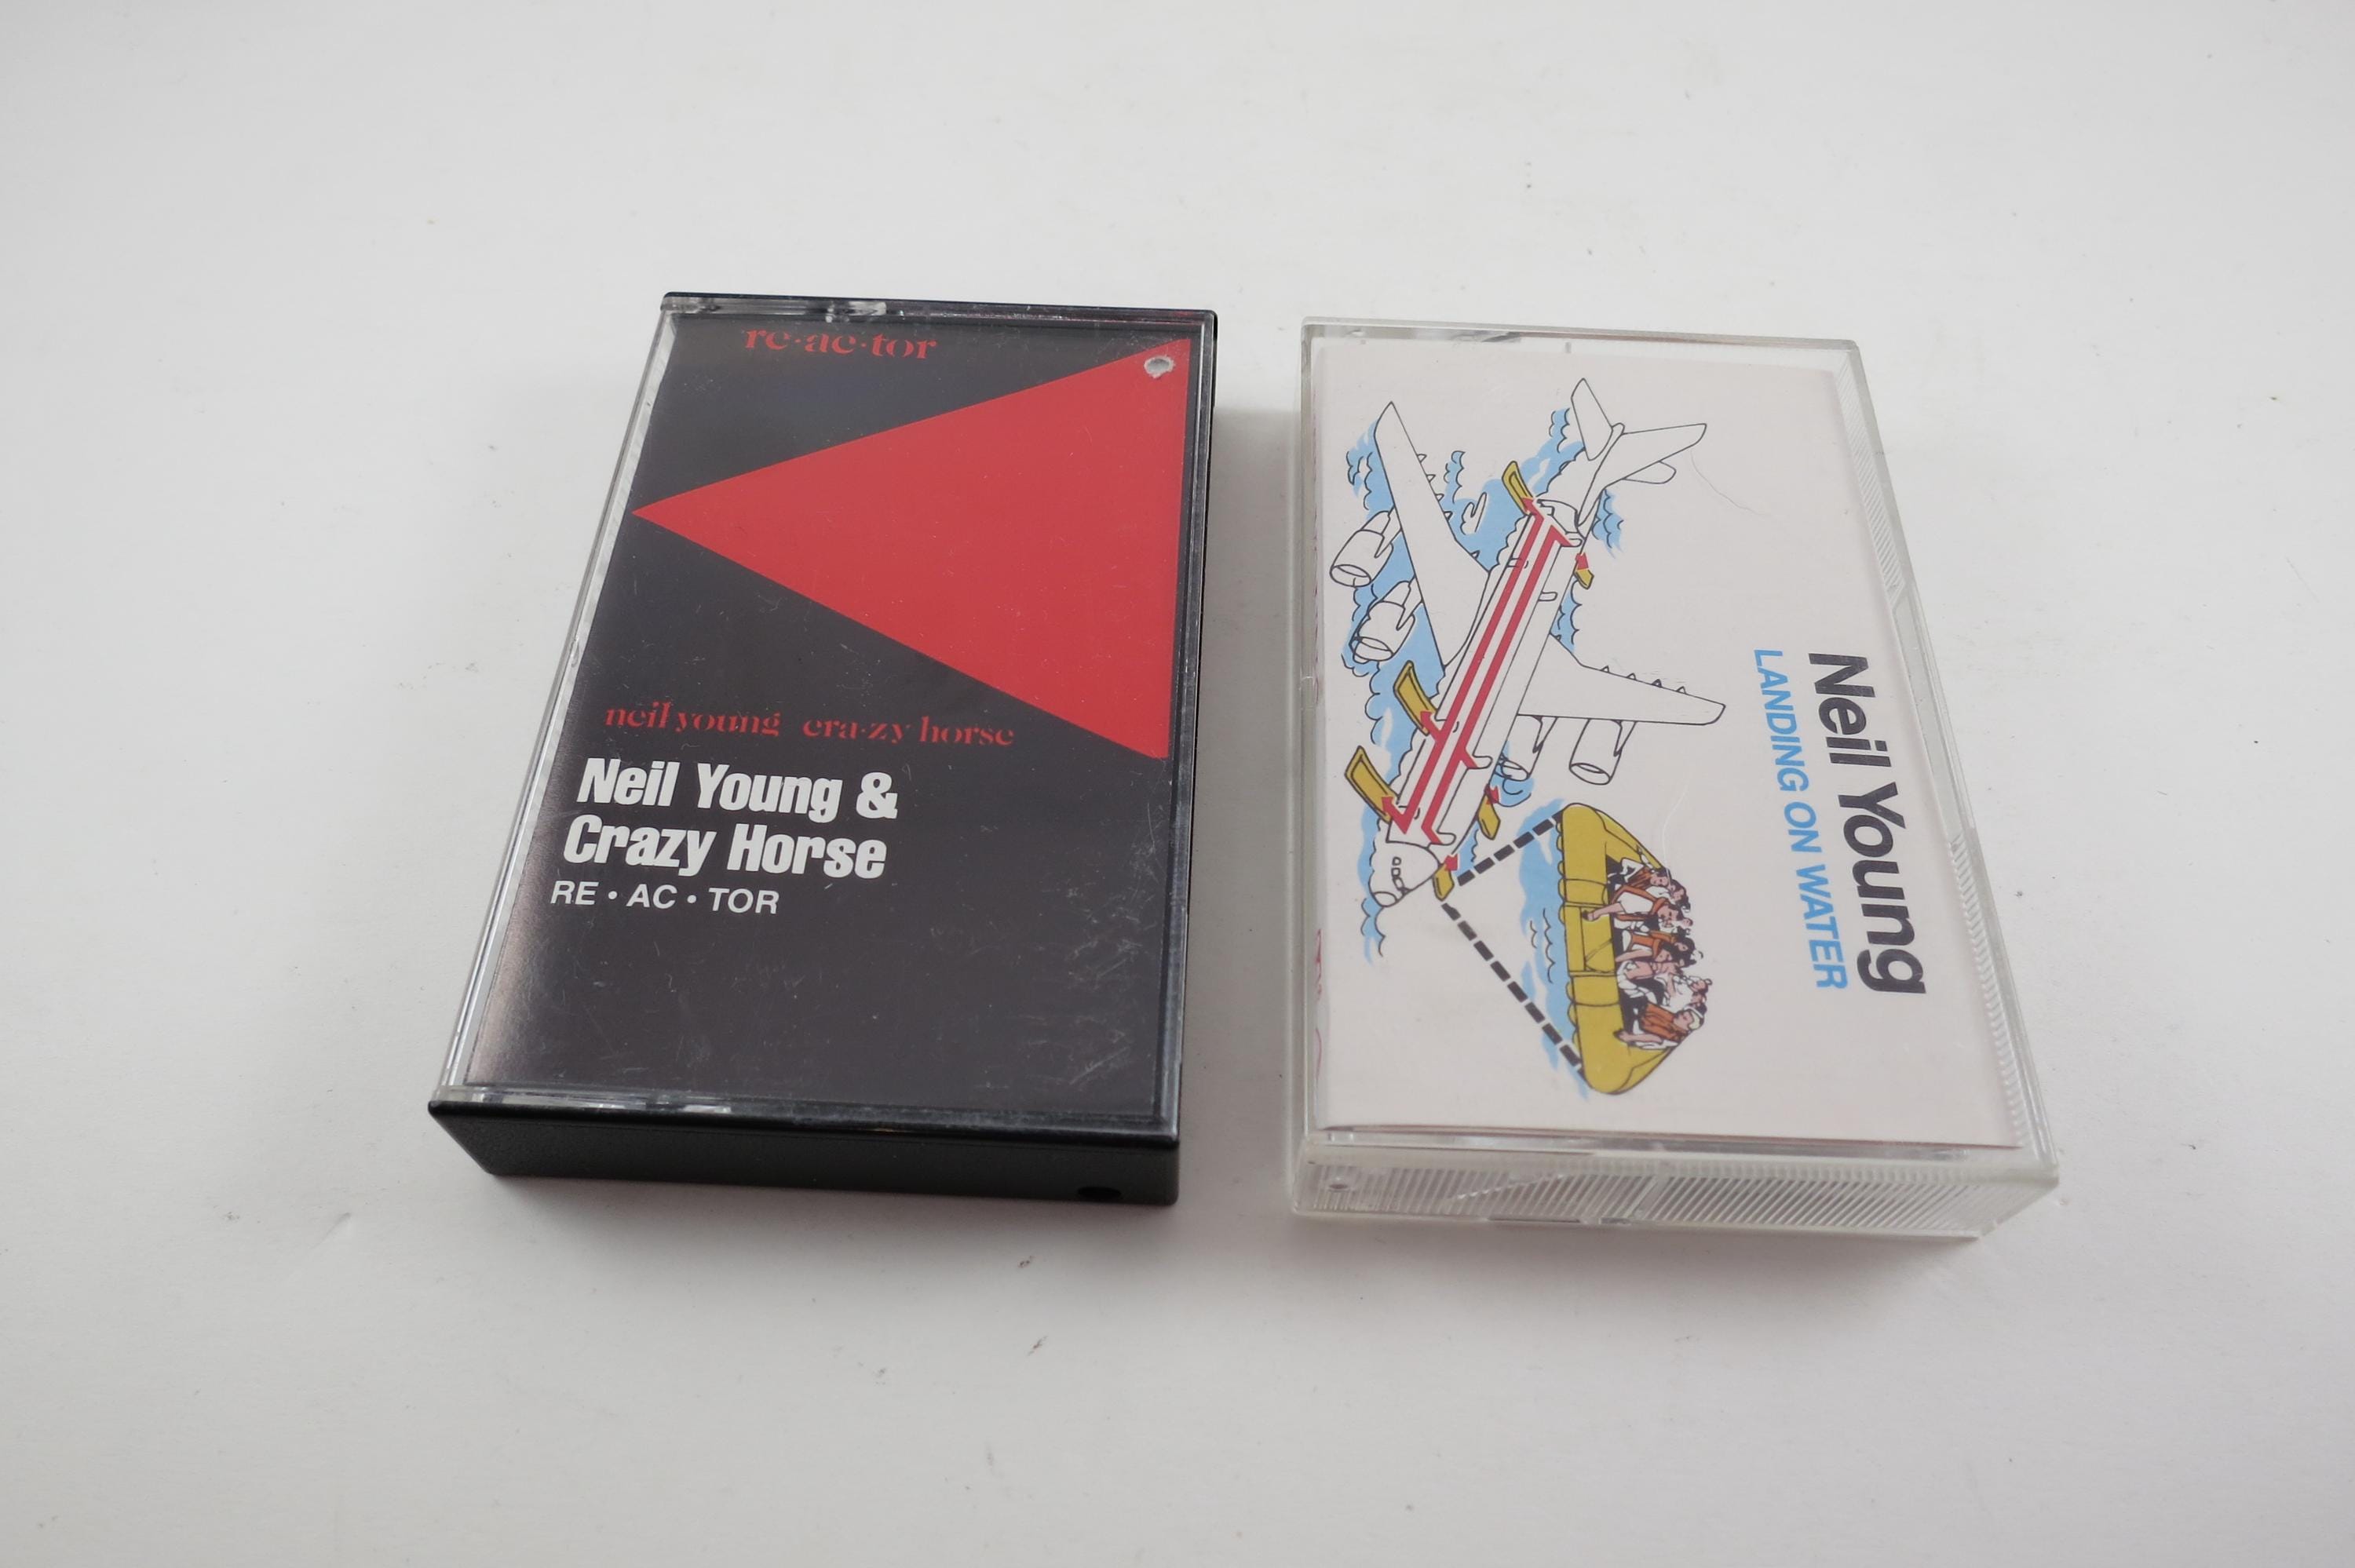 re·ac·tor
neil young cra·zy horse
Neil Young &
Crazy Horse
RE • AC • TOR
Neil Young
LANDING ON WATER